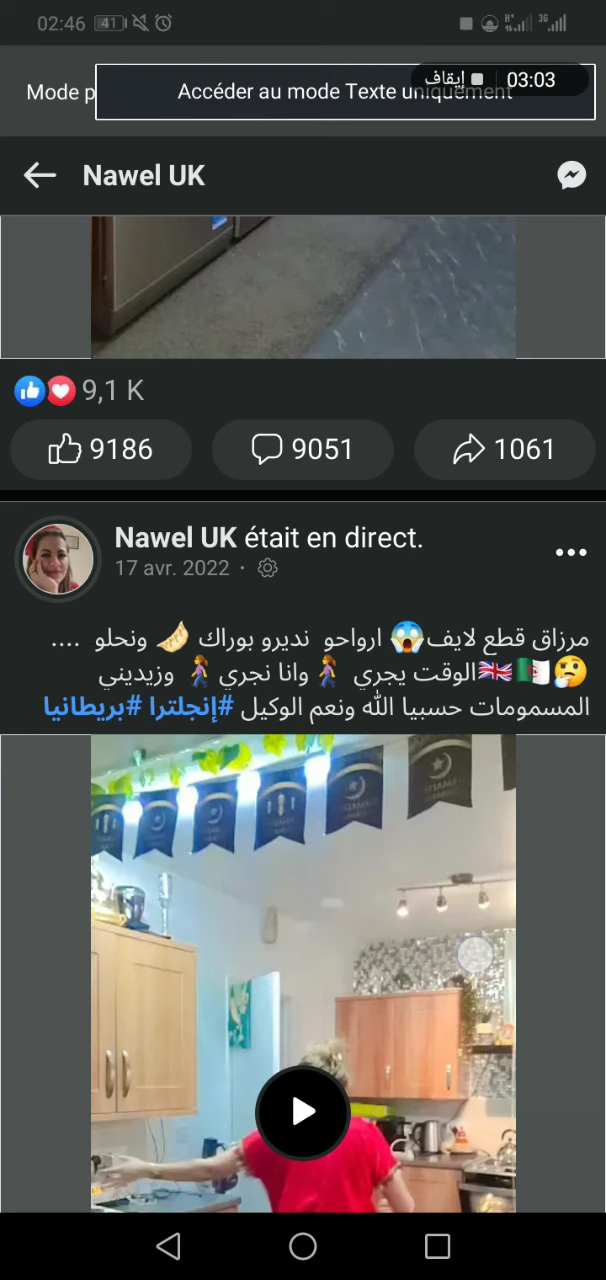 02:46 41 H+ 3G
Mode p
Accéder au mode Texte uniquement
إيقاف 03:03
Nawel UK
9,1 K
9186 9051 1061
Nawel UK était en direct.
17 avr. 2022 ·
مرزاق قطع لايف😱 ارواحو نديرو بوراك 🥟 ونحلو ....
🤔🇩🇿🇬🇧الوقت يجري 🚶‍♀️ وانا نجري 🚶‍♀️ وزيديني
المسمومات حسبيا الله ونعم الوكيل #إنجلترا #بريطانيا